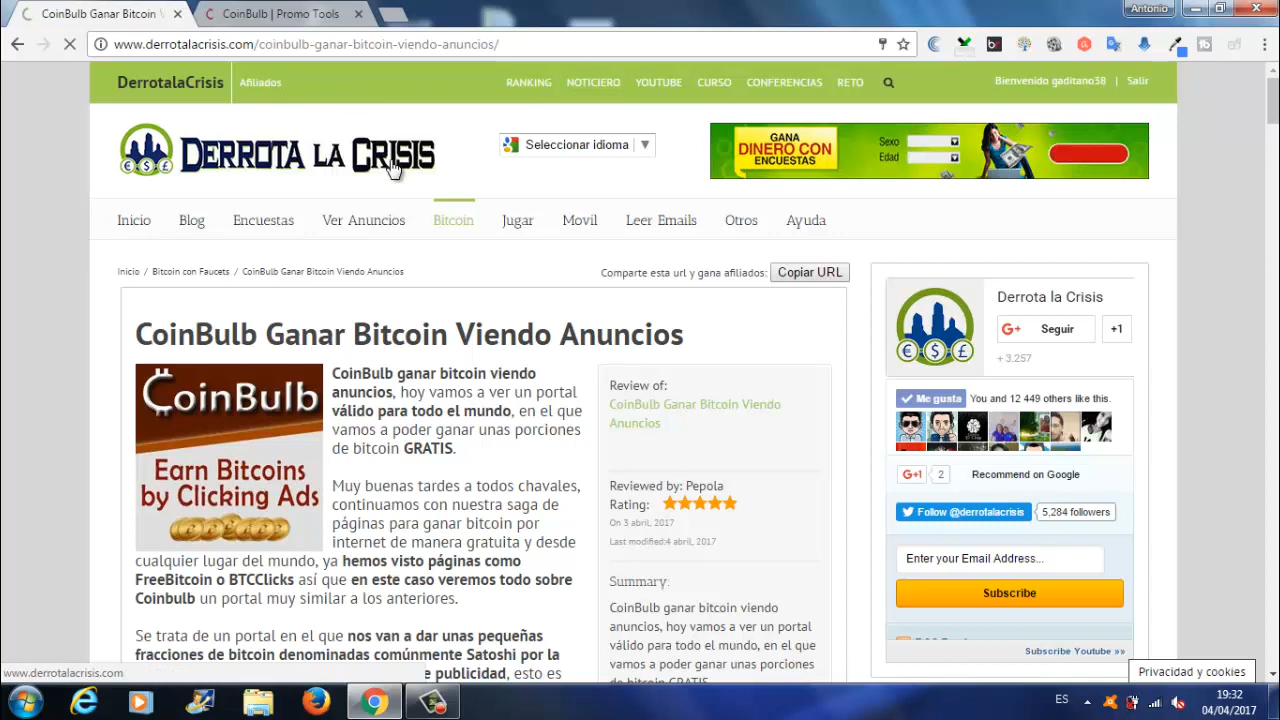 CoinBulb Ganar Bitcoin V
CoinBulb | Promo Tools
Antonio
www.derrotalacrisis.com/coinbulb-ganar-bitcoin-viendo-anuncios/
DerrotalaCrisis
Afiliados
RANKING NOTICIERO YOUTUBE CURSO CONFERENCIAS RETO
Bienvenido gaditano38 | Salir
DERROTA LA CRISIS
Seleccionar idioma
GANA
DINERO CON
ENCUESTAS
Sexo
Edad
Inicio Blog Encuestas Ver Anuncios Bitcoin Jugar Movil Leer Emails Otros Ayuda
Inicio / Bitcoin con Faucets / CoinBulb Ganar Bitcoin Viendo Anuncios
Comparte esta url y gana afiliados: Copiar URL
CoinBulb Ganar Bitcoin Viendo Anuncios
CoinBulb
Earn Bitcoins
by Clicking Ads
CoinBulb ganar bitcoin viendo
anuncios, hoy vamos a ver un portal
válido para todo el mundo, en el que
vamos a poder ganar unas porciones
de bitcoin GRATIS.
Muy buenas tardes a todos chavales,
continuamos con nuestra saga de
páginas para ganar bitcoin por
internet de manera gratuita y desde
cualquier lugar del mundo, ya hemos visto páginas como
FreeBitcoin o BTCClicks así que en este caso veremos todo sobre
Coinbulb un portal muy similar a los anteriores.
Se trata de un portal en el que nos van a dar unas pequeñas
fracciones de bitcoin denominadas comúnmente Satoshi por la
e publicidad, esto es
Review of:
CoinBulb Ganar Bitcoin Viendo
Anuncios
Reviewed by: Pepola
Rating:
On 3 abril, 2017
Last modified:4 abril, 2017
Summary:
CoinBulb ganar bitcoin viendo
anuncios, hoy vamos a ver un portal
válido para todo el mundo, en el que
vamos a poder ganar unas porciones
Derrota la Crisis
G+ Seguir +1
+ 3.257
Me gusta You and 12 449 others like this.
G+1 2 Recommend on Google
Follow @derrotalacrisis 5,284 followers
Enter your Email Address...
Subscribe
Subscribe Youtube »»
Privacidad y cookies
www.derrotalacrisis.com
ES
19:32
04/04/2017